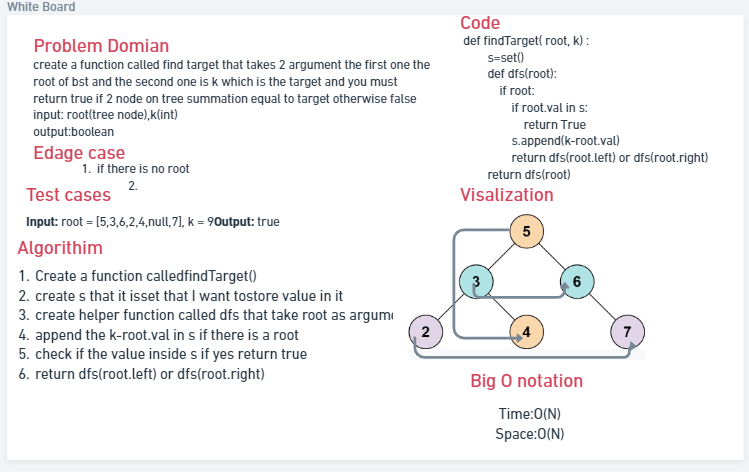 White Board
Problem Domian
create a function called find target that takes 2 argument the first one the
root of bst and the second one is k which is the target and you must
return true if 2 node on tree summation equal to target otherwise false
input: root(tree node),k(int)
output:boolean
Edage case
1. if there is no root
2.
Test cases
Input: root = [5,3,6,2,4,null,7], k = 9Output: true
Algorithim
1. Create a function calledfindTarget()
2. create s that it isset that I want tostore value in it
3. create helper function called dfs that take root as argume
4. append the k-root.val in s if there is a root
5. check if the value inside s if yes return true
6. return dfs(root.left) or dfs(root.right)
Code
def findTarget( root, k) :
s=set()
def dfs(root):
if root:
if root.val in s:
return True
s.append(k-root.val)
return dfs(root.left) or dfs(root.right)
return dfs(root)
Visalization
5
3 6
2 4 7
Big O notation
Time:O(N)
Space:O(N)